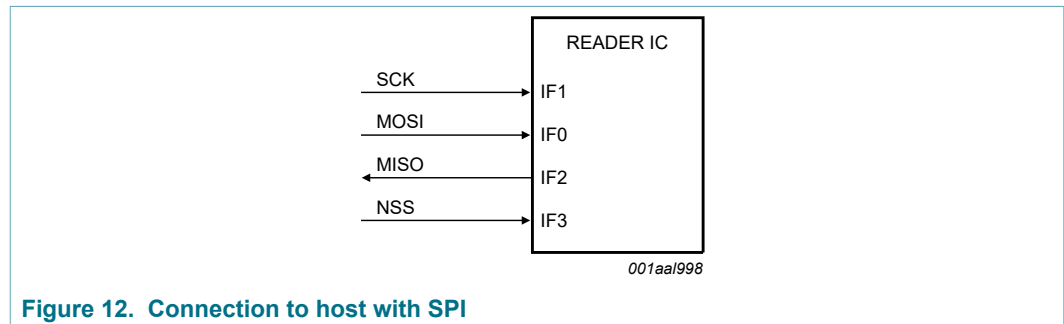 READER IC
SCK
IF1
MOSI
IF0
MISO
IF2
NSS
IF3
001aal998
Figure 12. Connection to host with SPI